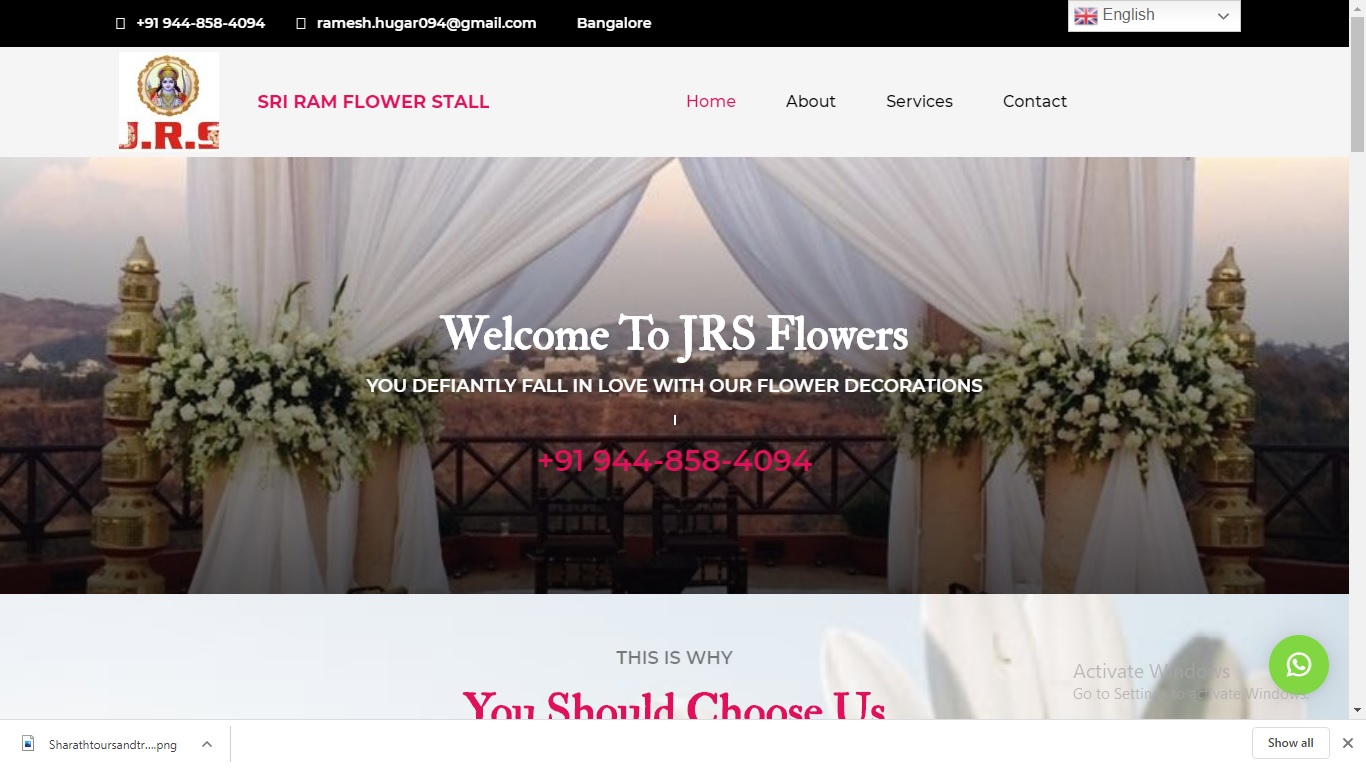 +91 944-858-4094 ramesh.hugar094@gmail.com Bangalore English
J.R.S
SRI RAM FLOWER STALL Home About Services Contact
Welcome To JRS Flowers
YOU DEFIANTLY FALL IN LOVE WITH OUR FLOWER DECORATIONS
+91 944-858-4094
THIS IS WHY
You Should Choose Us
Activate Windows
Go to Settings to activate Windows.
Sharathtoursandtr....png Show all